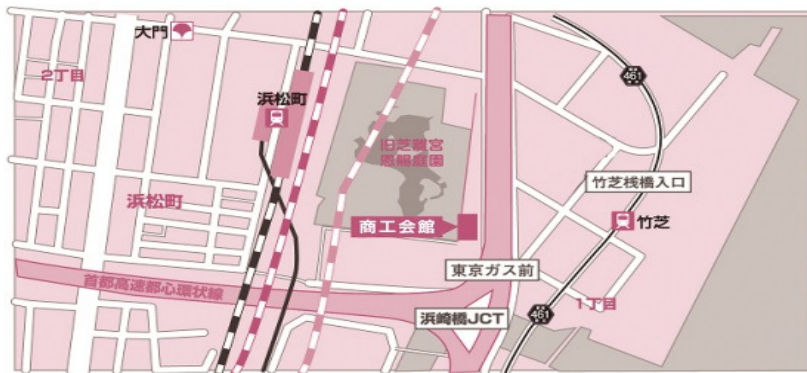 大門
2丁目
浜松町
461
旧芝離宮
恩賜庭園
竹芝桟橋入口
浜松町
商工会館
竹芝
東京ガス前
首都高速都心環状線
1丁目
浜崎橋JCT
461